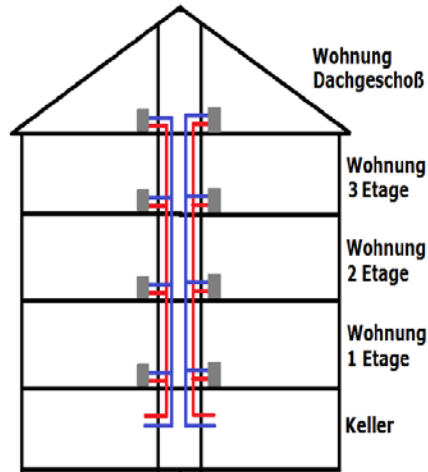 Wohnung
Dachgeschoß
Wohnung
3 Etage
Wohnung
2 Etage
Wohnung
1 Etage
Keller